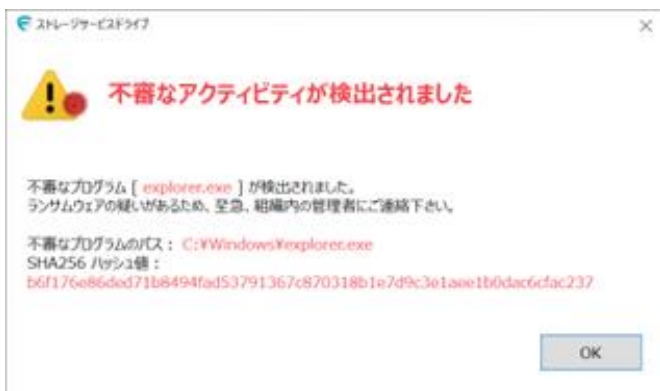 ストレージサービスドライブ
不審なアクティビティが検出されました
不審なプログラム [ explorer.exe ] が検出されました。
ランサムウェアの疑いがあるため、至急、組織内の管理者にご連絡下さい。
不審なプログラムのパス： C:¥Windows¥explorer.exe
SHA256 ハッシュ値：
b6f176e86ded71b8494fad53791367c870318b1e7d9c3e1aee1b0dac6cfac237
OK